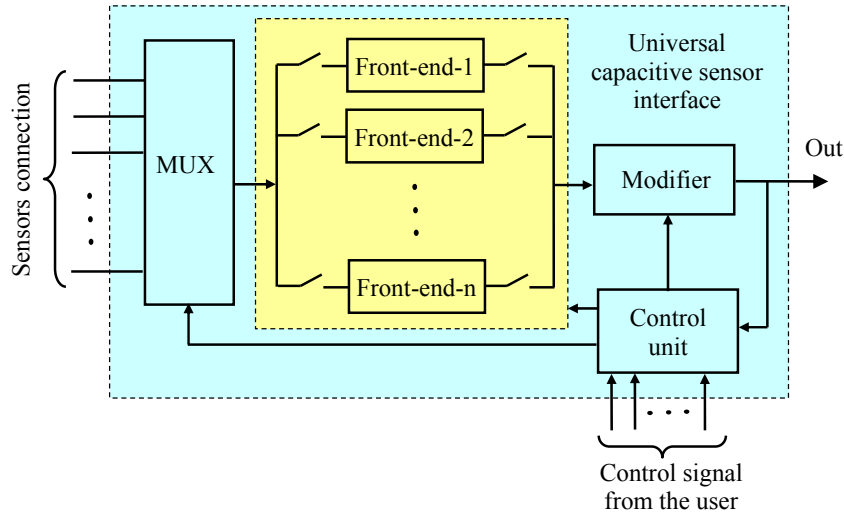 Sensors connection
MUX
Front-end-1
Front-end-2
Front-end-n
Universal
capacitive sensor
interface
Modifier
Out
Control
unit
Control signal
from the user